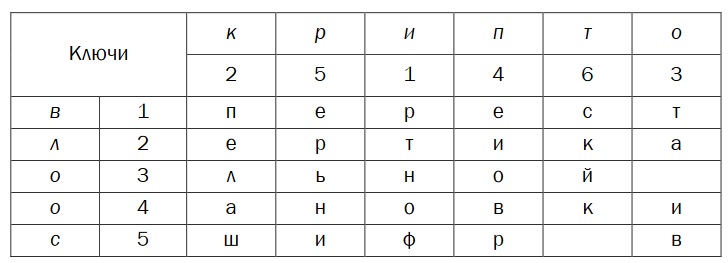 Ключи к р и п т о
2 5 1 4 6 3
в 1 п е р е с т
л 2 е р т и к а
о 3 л ь н о й
о 4 а н о в к и
с 5 ш и ф р в